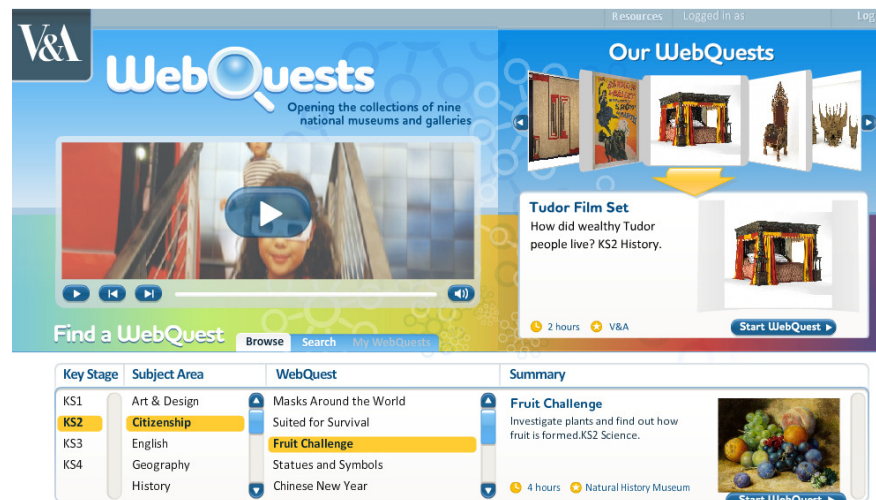 Resources Logged in as Log
V&A
WebQuests
Opening the collections of nine
national museums and galleries
Our WebQuests
Tudor Film Set
How did wealthy Tudor
people live? KS2 History.
2 hours V&A
Start WebQuest
Find a WebQuest
Browse Search My WebQuests
Key Stage Subject Area WebQuest Summary
KS1 Art & Design Masks Around the World
KS2 Citizenship Suited for Survival
KS3 English Fruit Challenge
KS4 Geography Statues and Symbols
History Chinese New Year
Fruit Challenge
Investigate plants and find out how
fruit is formed.KS2 Science.
4 hours Natural History Museum
Start WebQuest